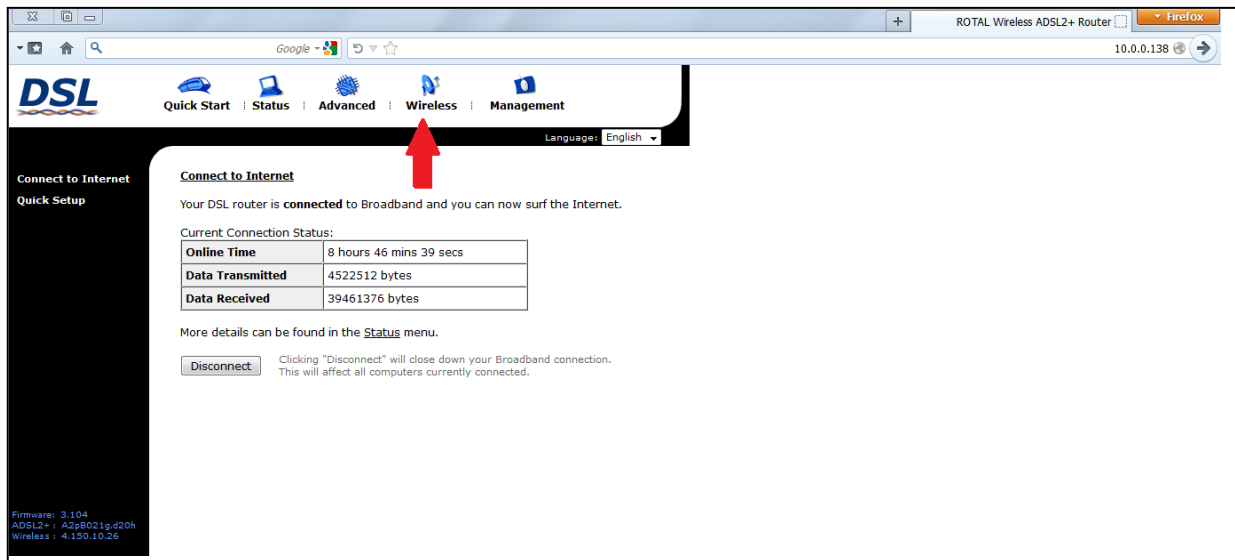 ROTAL Wireless ADSL2+ Router Firefox
Google 10.0.0.138
DSL
Quick Start Status Advanced Wireless Management
Language: English
Connect to Internet
Quick Setup
Connect to Internet
Your DSL router is connected to Broadband and you can now surf the Internet.
Current Connection Status:
Online Time 8 hours 46 mins 39 secs
Data Transmitted 4522512 bytes
Data Received 39461376 bytes
More details can be found in the Status menu.
Disconnect
Clicking "Disconnect" will close down your Broadband connection.
This will affect all computers currently connected.
Firmware: 3.104
ADSL2+ : A2pB021g.d20h
Wireless : 4.150.10.26